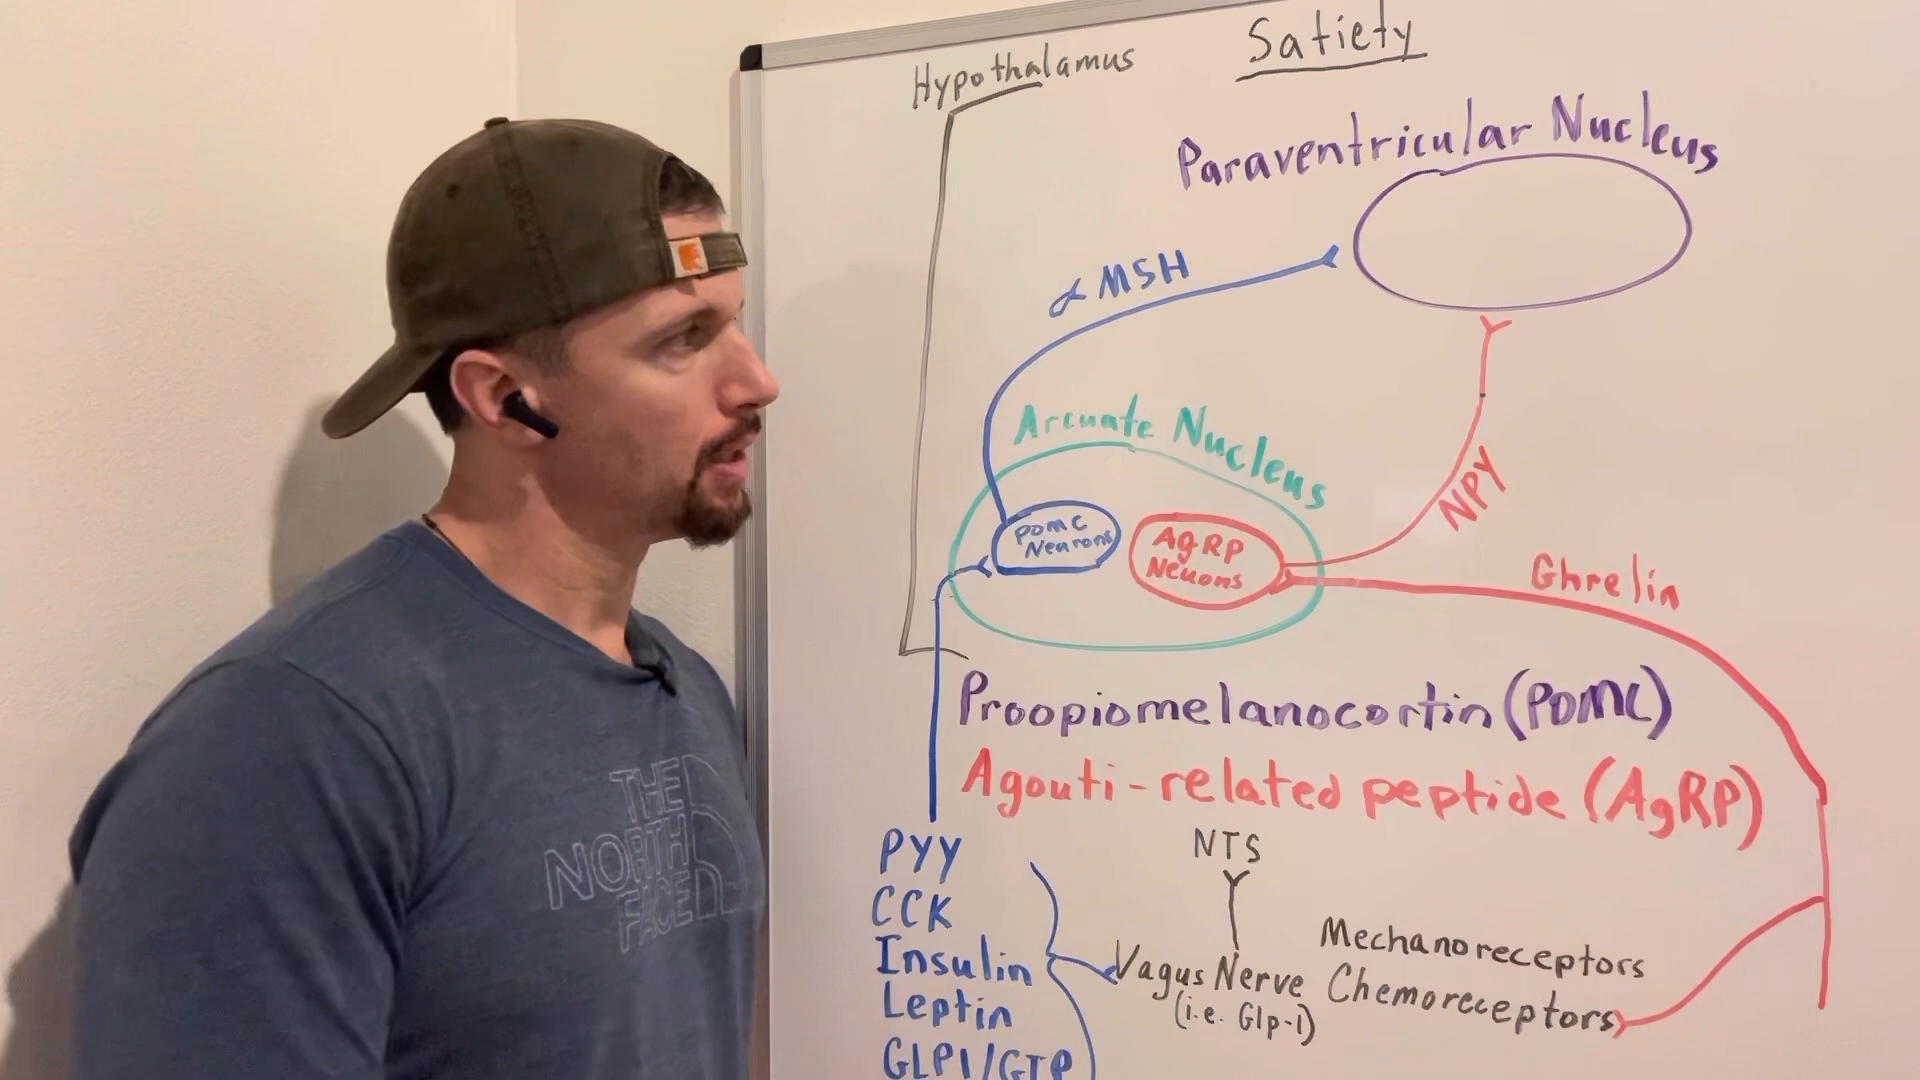 Satiety
Hypothalamus
Paraventricular Nucleus
αMSH
Arcuate Nucleus
POMC
Neurons
AgRP
Neuons
NPY
Ghrelin
Proopiomelanocortin (POMC)
Agouti-related peptide (AgRP)
NTS
PYY
CCK
Insulin
Leptin
GLP1/GIP
Vagus Nerve
(i.e. Glp-1)
Mechanoreceptors
Chemoreceptors
THE
NORTH
FACE